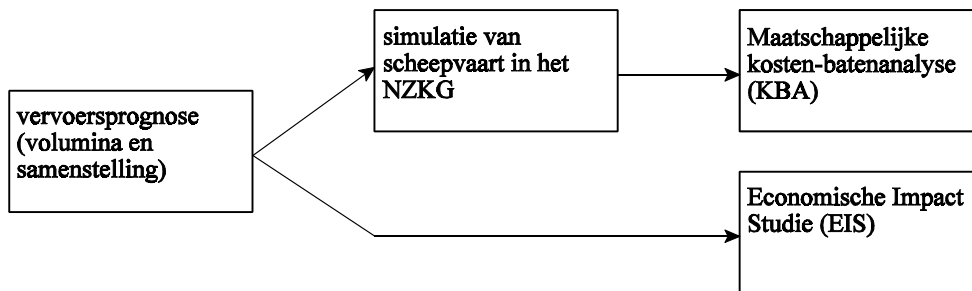 vervoersprognose
(volumina en
samenstelling)
simulatie van
scheepvaart in het
NZKG
Maatschappelijke
kosten-batenanalyse
(KBA)
Economische Impact
Studie (EIS)